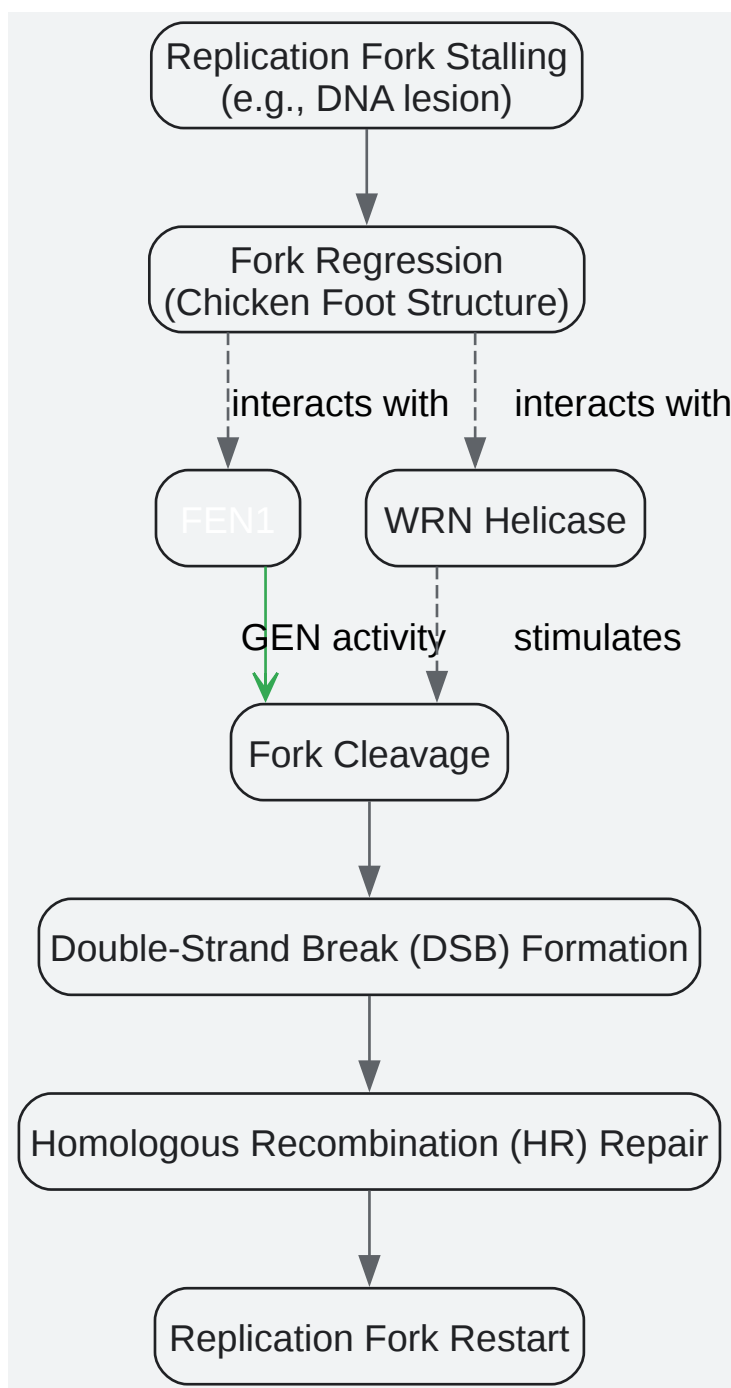 Replication Fork Stalling
(e.g., DNA lesion)
Fork Regression
(Chicken Foot Structure)
interacts with
interacts with
FEN1
WRN Helicase
GEN activity
stimulates
Fork Cleavage
Double-Strand Break (DSB) Formation
Homologous Recombination (HR) Repair
Replication Fork Restart